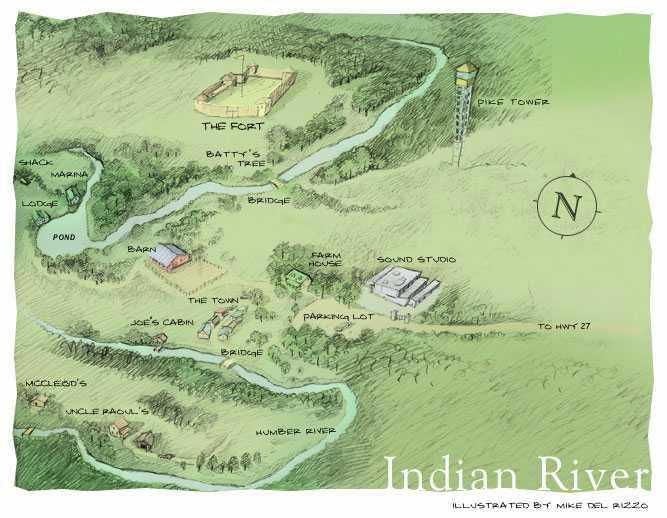 PIKE TOWER
THE FORT
BATTY'S
TREE
SHACK
MARINA
LODGE
BRIDGE
N
POND
BARN
FARM
HOUSE
SOUND STUDIO
THE TOWN
PARKING LOT
JOE'S CABIN
TO HWY 27
BRIDGE
MCCLEOD'S
UNCLE RAOUL'S
HUMBER RIVER
Indian River
ILLUSTRATED BY MIKE DEL RIZZO